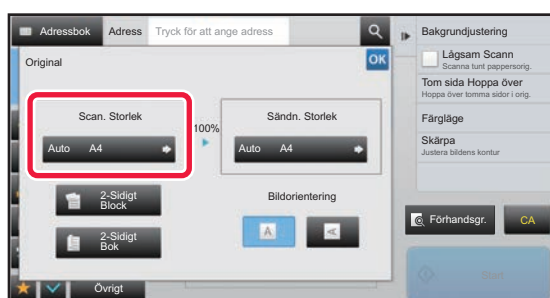 Adressbok
Adress
Tryck för att ange adress
Original
OK
Scan. Storlek
Auto A4
100%
Sändn. Storlek
Auto A4
2-Sidigt
Block
2-Sidigt
Bok
Bildorientering
A
A
Övrigt
Bakgrundjustering
Lågsam Scann
Scanna tunt pappersorig.
Tom sida Hoppa över
Hoppa över tomma sidor i orig.
Färgläge
Skärpa
Justera bildens kontur
Förhandsgr.
CA
Start